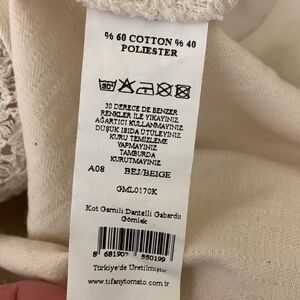 % 60 COTTON % 40
POLIESTER
30°
30 DERECE DE BENZER
RENKLER İLE YIKAYINIZ
AĞARTICI KULLANMAYINIZ
DÜŞÜK ISIDA ÜTÜLEYİNİZ
KURU TEMİZLEME
YAPMAYINIZ
TAMBURDA
KURUTMAYINIZ
A08 BEJ/BEIGE
GML0170K
Kot Garnili Dantelli Gabardin
Gömlek
8 681907 550199
Türkiye'de Üretilmiştir
www.tiffanytomato.com.tr